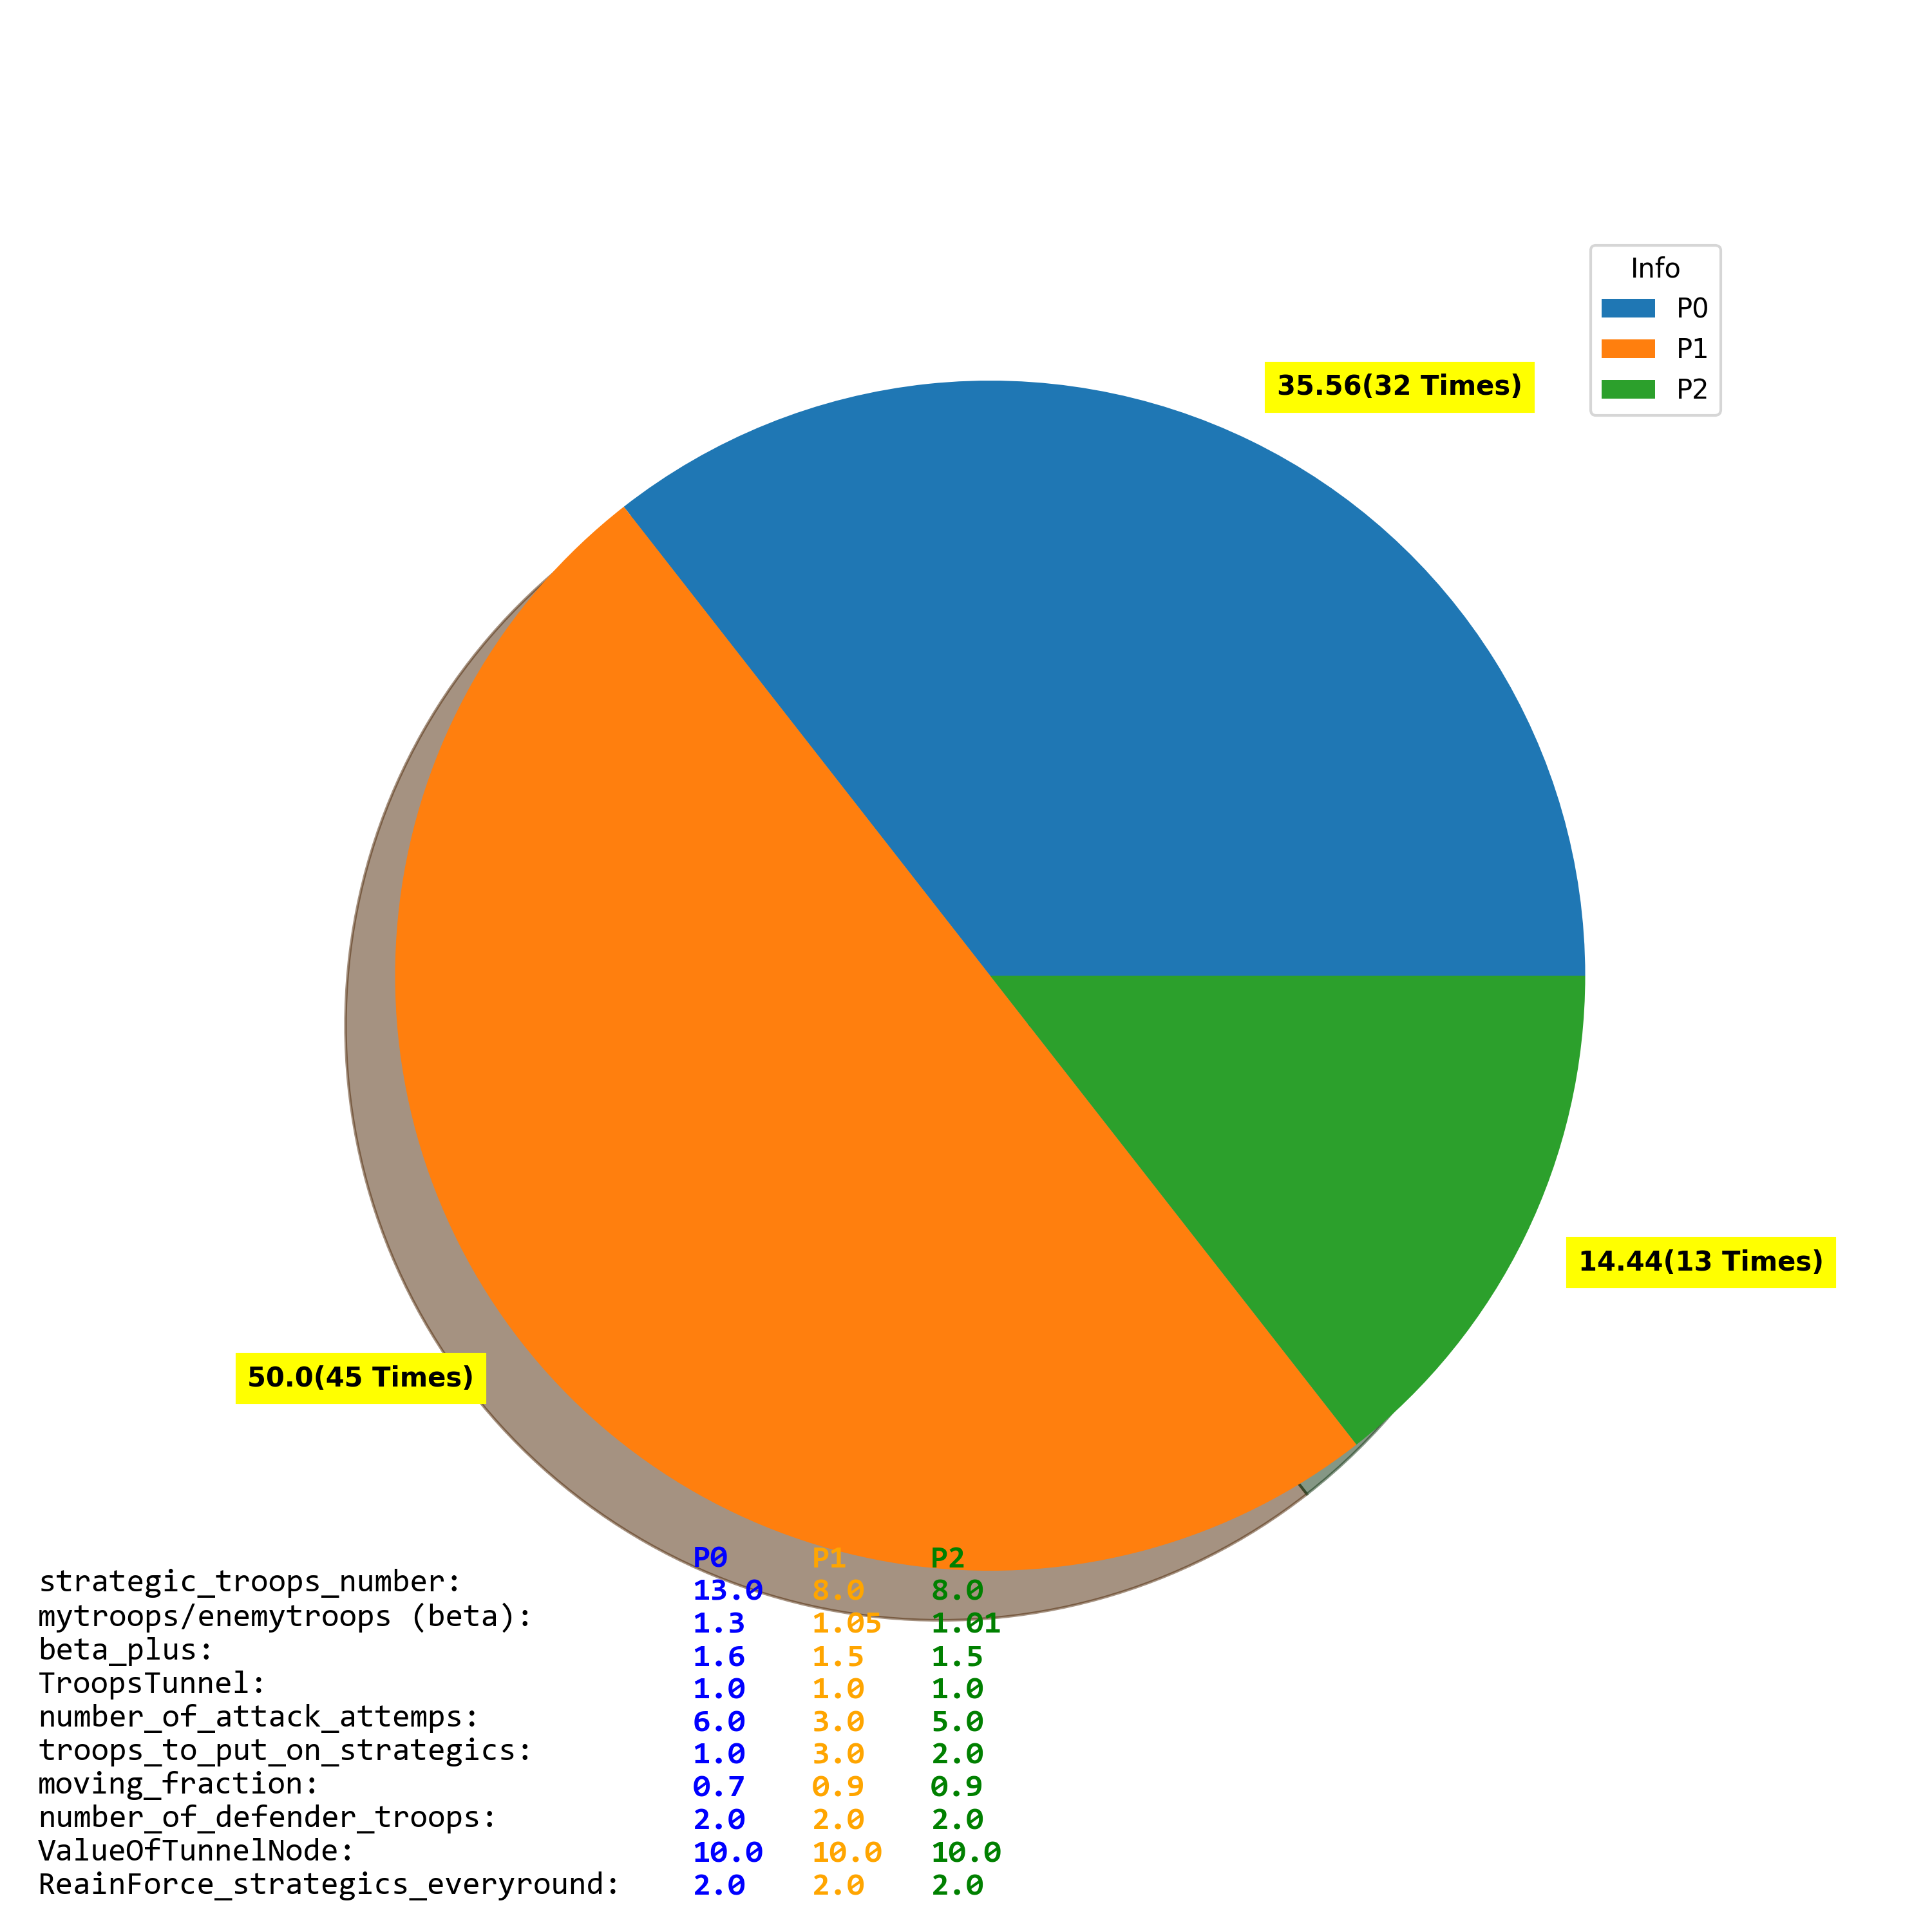 Info
P0
P1
P2
35.56(32 Times)
14.44(13 Times)
50.0(45 Times)
P0 P1 P2
strategic_troops_number: 13.0 8.0 8.0
mytroops/enemytroops (beta): 1.3 1.05 1.01
beta_plus: 1.6 1.5 1.5
TroopsTunnel: 1.0 1.0 1.0
number_of_attack_attemps: 6.0 3.0 5.0
troops_to_put_on_strategics: 1.0 3.0 2.0
moving_fraction: 0.7 0.9 0.9
number_of_defender_troops: 2.0 2.0 2.0
ValueOfTunnelNode: 10.0 10.0 10.0
ReainForce_strategics_everyround: 2.0 2.0 2.0